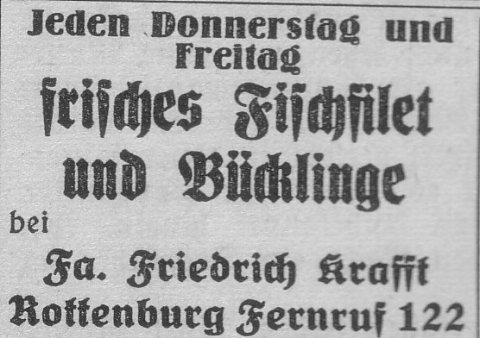 Jeden Donnerstag und
Freitag
frisches Fischfilet
und Bücklinge
bei
Fa. Friedrich Krafft
Rottenburg Fernruf 122